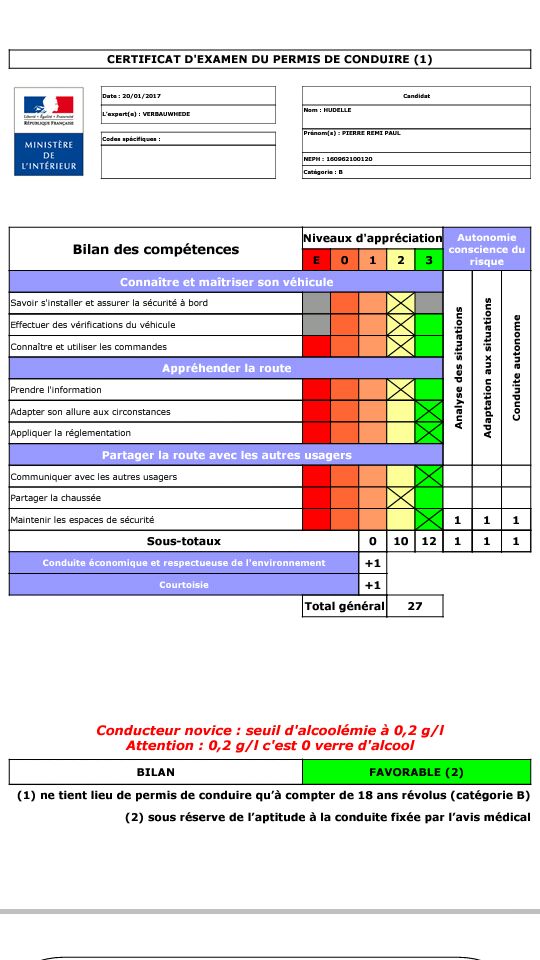 CERTIFICAT D'EXAMEN DU PERMIS DE CONDUIRE (1)
Liberté • Égalité • Fraternité
RÉPUBLIQUE FRANÇAISE
MINISTÈRE
DE
L'INTÉRIEUR
Date : 20/01/2017
L'expert(e) : VERBAUWHEDE
Codes spécifiques :
Candidat
Nom : HUDELLE
Prénom(s) : PIERRE REMI PAUL
NEPH : 160962100120
Catégorie : B
Bilan des compétences
Niveaux d'appréciation
E 0 1 2 3
Autonomie
conscience du
risque
Analyse des situations
Adaptation aux situations
Conduite autonome
Connaître et maîtriser son véhicule
Savoir s'installer et assurer la sécurité à bord
Effectuer des vérifications du véhicule
Connaître et utiliser les commandes
Appréhender la route
Prendre l'information
Adapter son allure aux circonstances
Appliquer la réglementation
Partager la route avec les autres usagers
Communiquer avec les autres usagers
Partager la chaussée
Maintenir les espaces de sécurité 1 1 1
Sous-totaux 0 10 12 1 1 1
Conduite économique et respectueuse de l'environnement +1
Courtoisie +1
Total général 27
Conducteur novice : seuil d'alcoolémie à 0,2 g/l
Attention : 0,2 g/l c'est 0 verre d'alcool
BILAN FAVORABLE (2)
(1) ne tient lieu de permis de conduire qu'à compter de 18 ans révolus (catégorie B)
(2) sous réserve de l'aptitude à la conduite fixée par l'avis médical